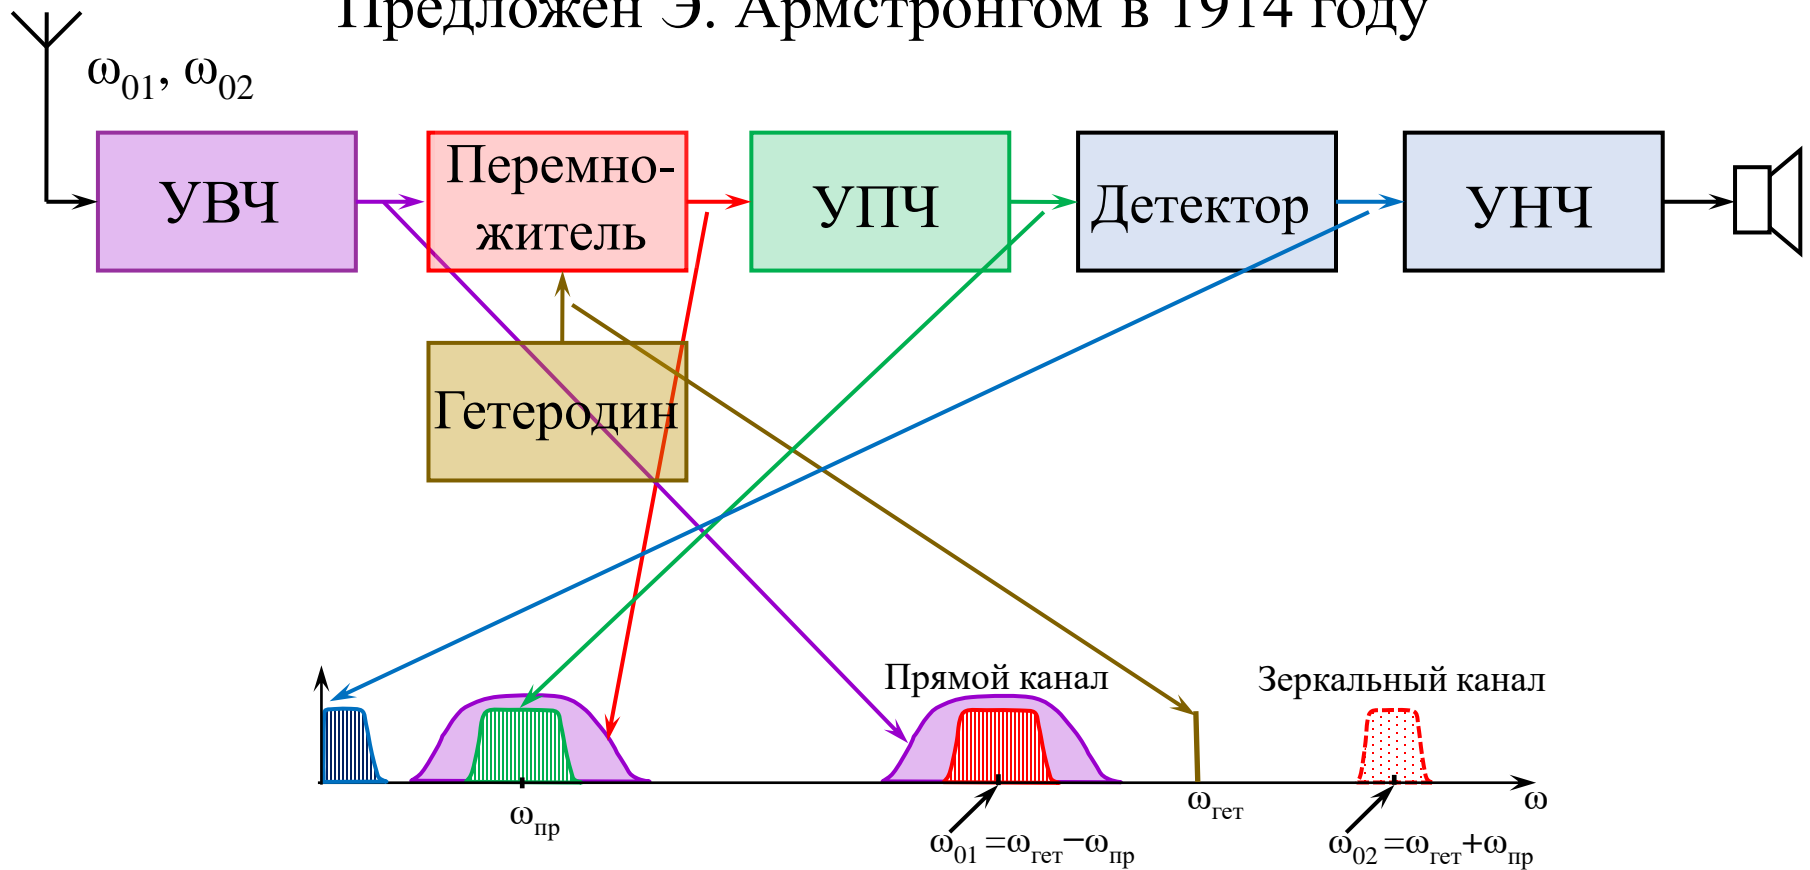 Предложен Э. Армстронгом в 1914 году
ω01, ω02
УВЧ
Перемно-
житель
УПЧ
Детектор
УНЧ
Гетеродин
Прямой канал
Зеркальный канал
ωпр
ωгет
ω
ω01 =ωгет−ωпр
ω02 =ωгет+ωпр